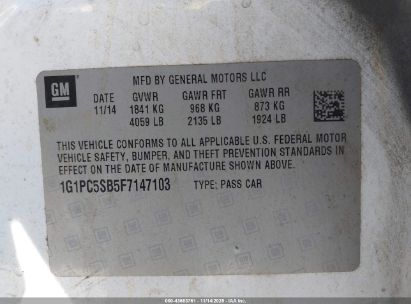 GM
MFD BY GENERAL MOTORS LLC
DATE GVWR GAWR FRT GAWR RR
11/14 1841 KG 968 KG 873 KG
4059 LB 2135 LB 1924 LB
THIS VEHICLE CONFORMS TO ALL APPLICABLE U.S. FEDERAL MOTOR
VEHICLE SAFETY, BUMPER, AND THEFT PREVENTION STANDARDS IN
EFFECT ON THE DATE OF MANUFACTURE SHOWN ABOVE.
1G1PC5SB5F7147103 TYPE: PASS CAR